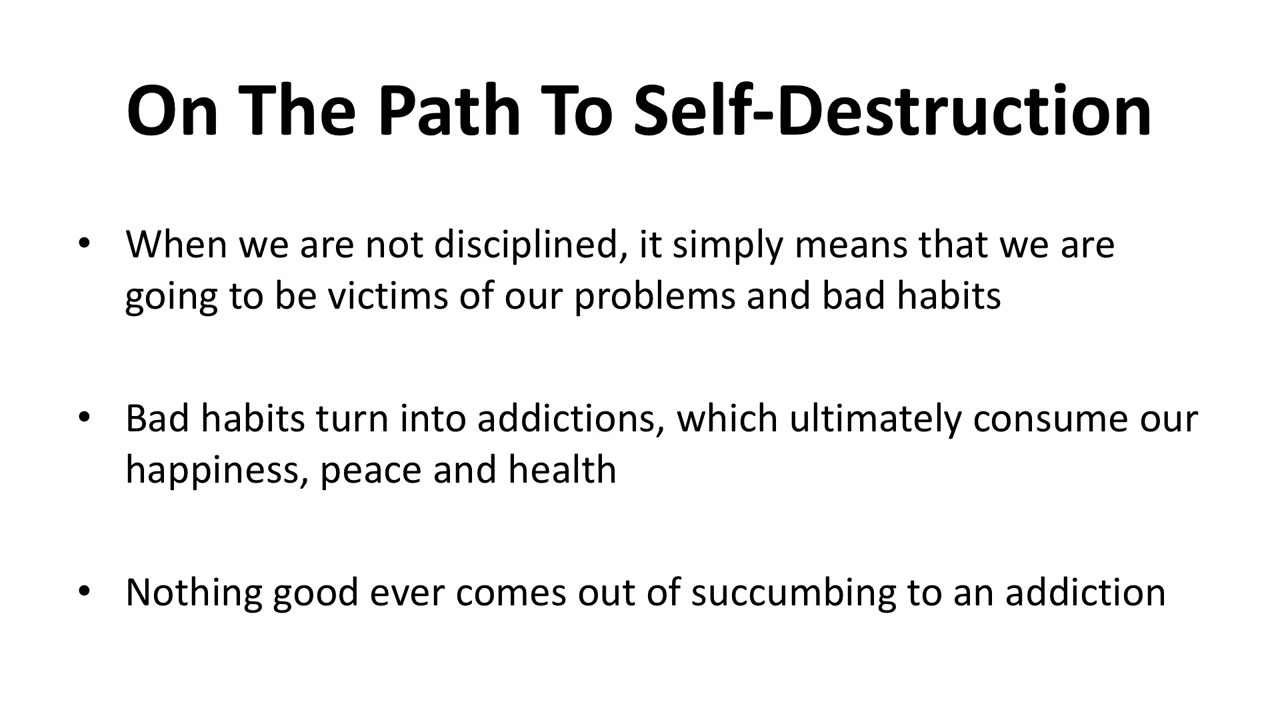 On The Path To Self-Destruction
• When we are not disciplined, it simply means that we are
going to be victims of our problems and bad habits
• Bad habits turn into addictions, which ultimately consume our
happiness, peace and health
• Nothing good ever comes out of succumbing to an addiction